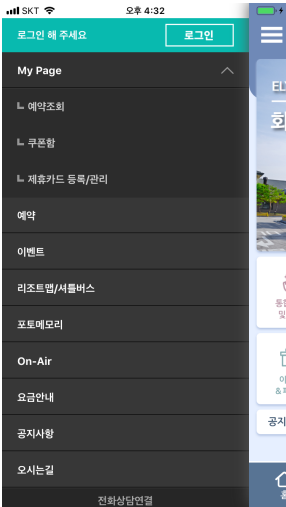 SKT 오후 4:32
로그인 해 주세요 로그인
My Page
예약조회
쿠폰함
제휴카드 등록/관리
예약
이벤트
리조트맵/셔틀버스
포토메모리
On-Air
요금안내
공지사항
오시는길
전화상담연결
EL
공지